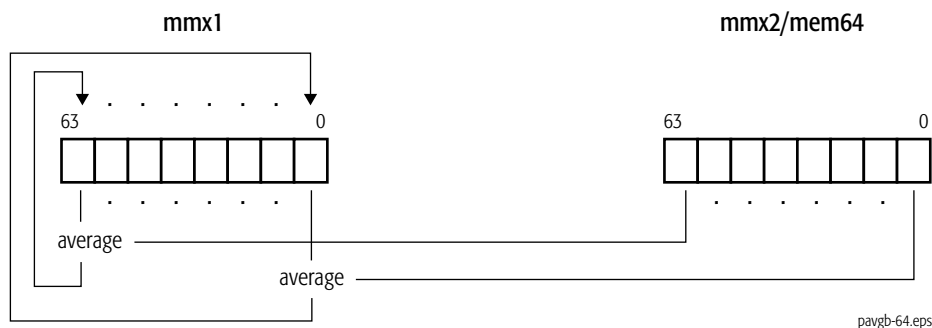 mmx1 mmx2/mem64
. . . . . .
63 0 63 0
. . . . . . . . . . . .
average
average
pavgb-64.eps